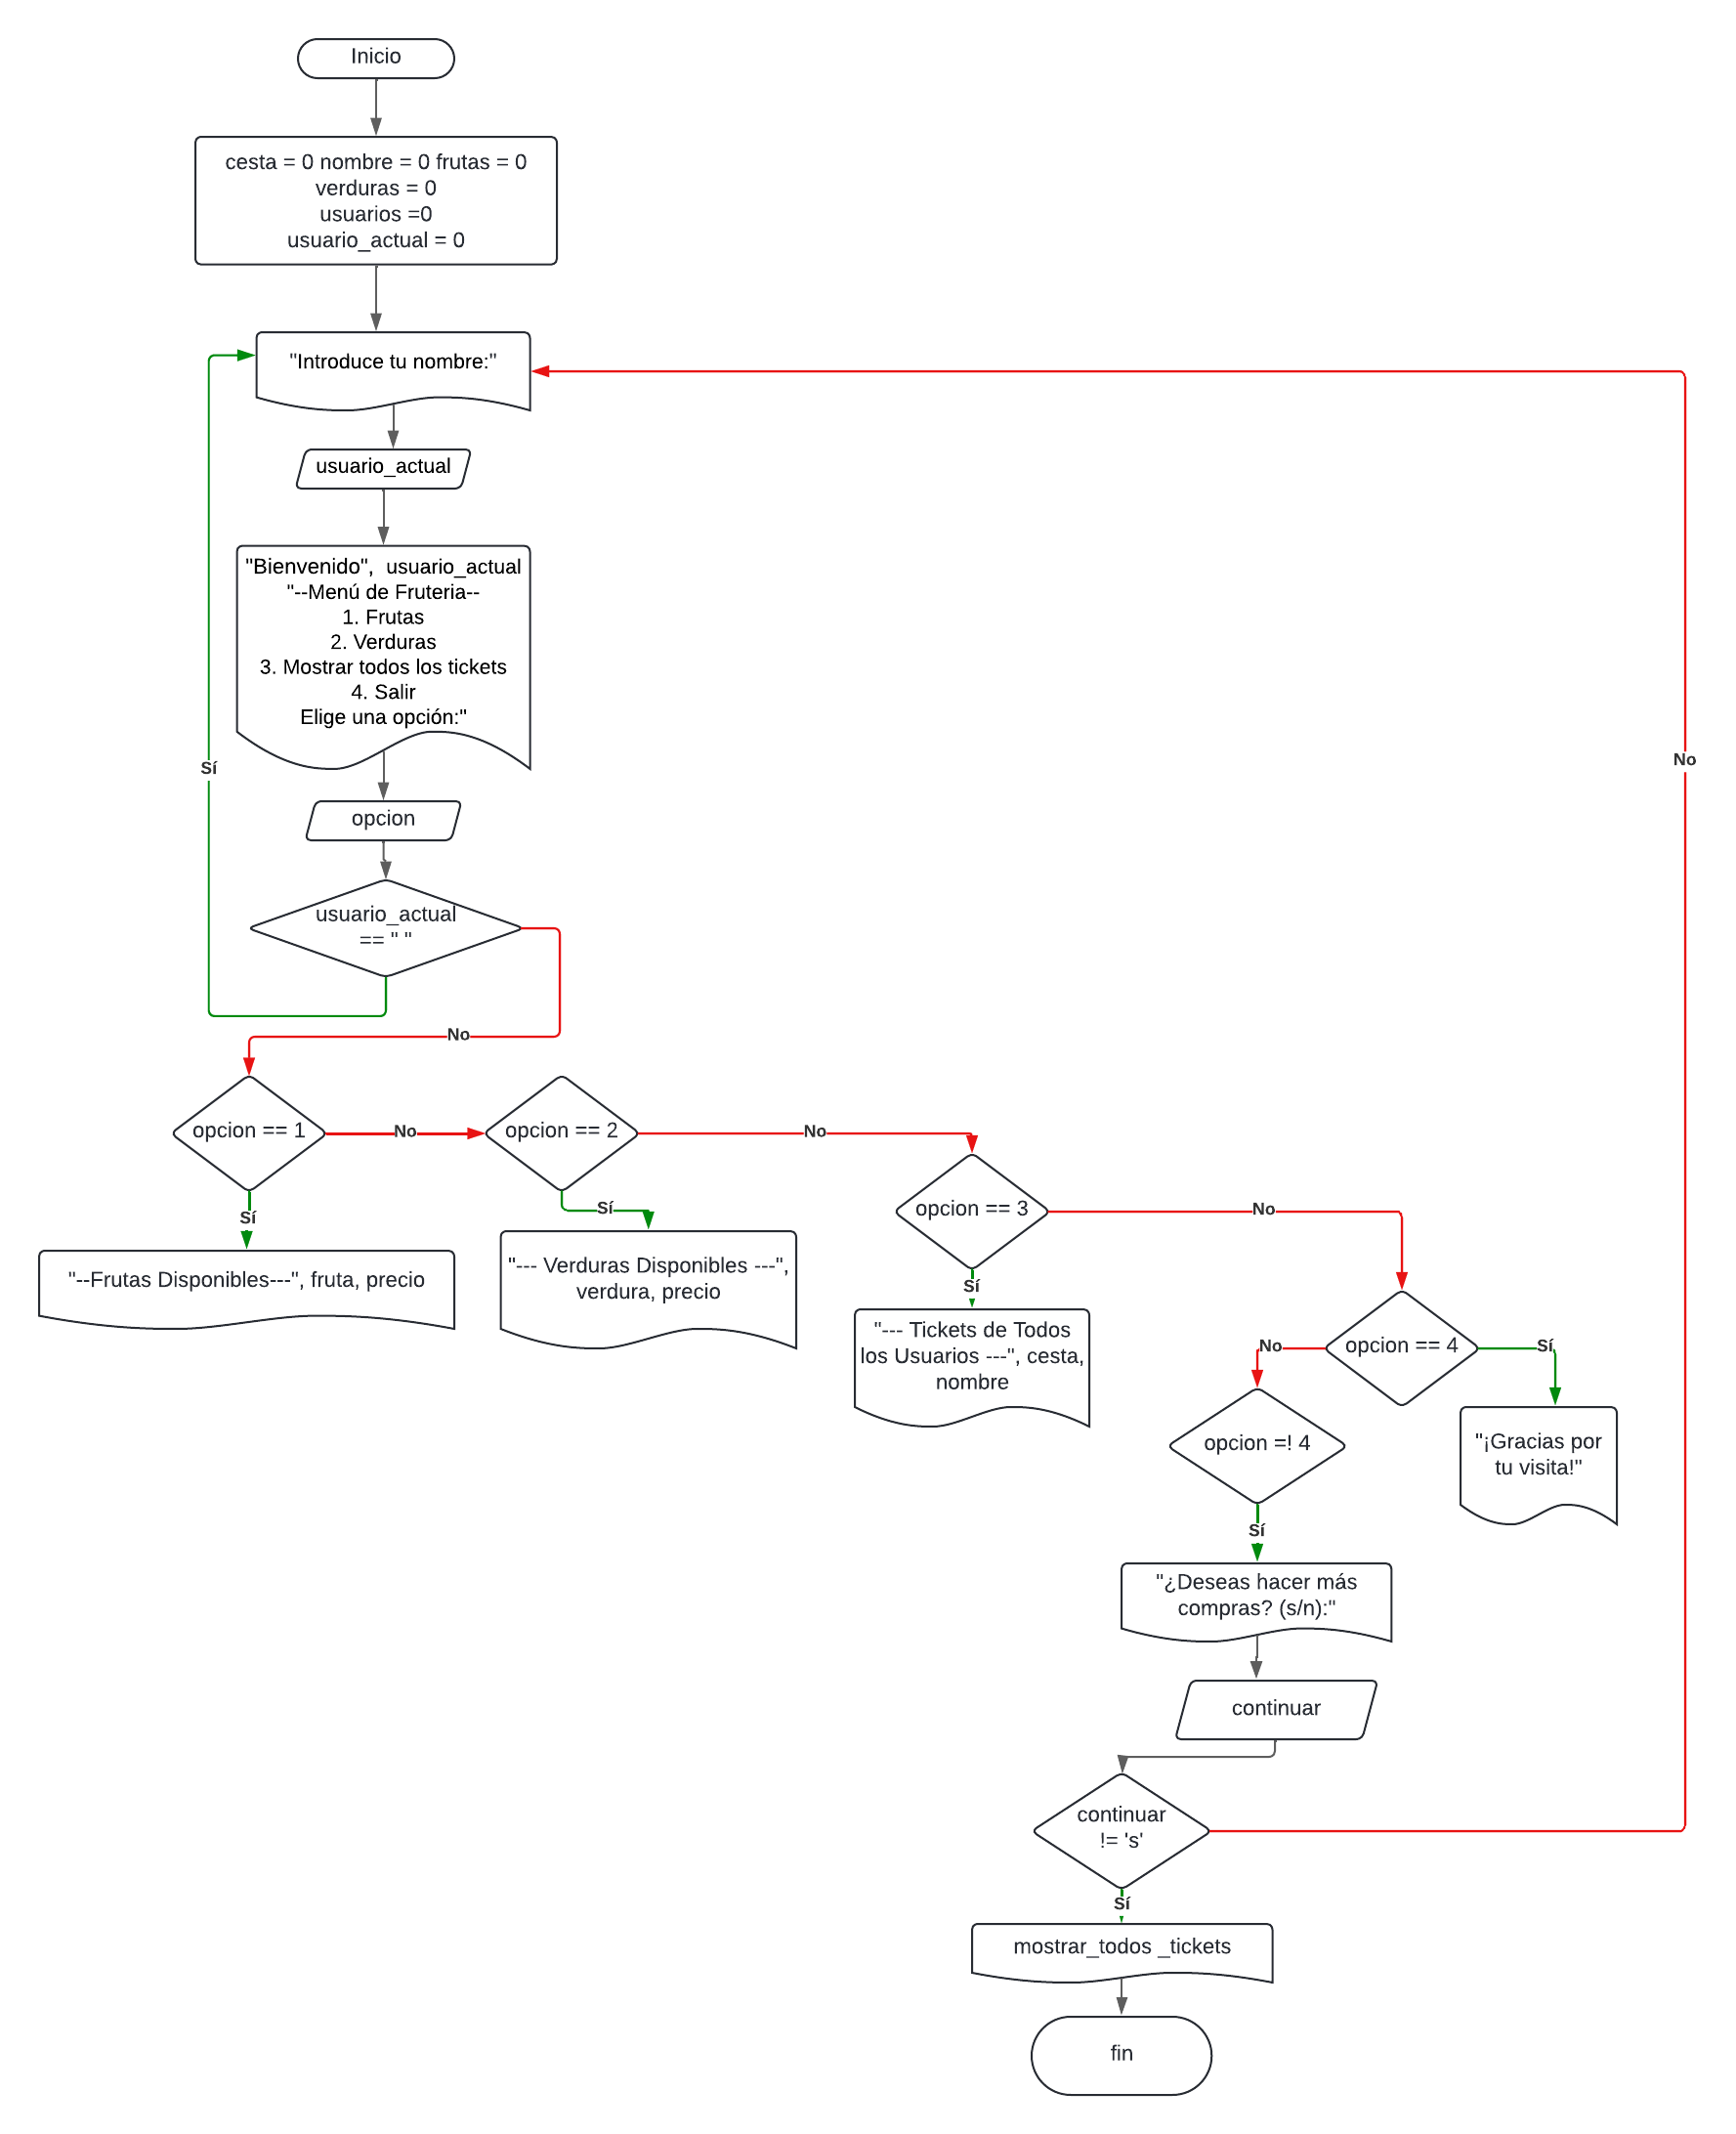 Inicio
cesta = 0 nombre = 0 frutas = 0
verduras = 0
usuarios =0
usuario_actual = 0
"Introduce tu nombre:"
usuario_actual
"Bienvenido", usuario_actual
"--Menú de Fruteria--
1. Frutas
2. Verduras
3. Mostrar todos los tickets
4. Salir
Elige una opción:"
Sí
No
opcion
usuario_actual
== " "
No
opcion == 1
No
opcion == 2
No
opcion == 3
No
Sí
"--Frutas Disponibles---", fruta, precio
Sí
"--- Verduras Disponibles ---",
verdura, precio
Sí
"--- Tickets de Todos
los Usuarios ---", cesta,
nombre
opcion == 4
No
Sí
opcion =! 4
"¡Gracias por
tu visita!"
Sí
"¿Deseas hacer más
compras? (s/n):"
continuar
continuar
!= 's'
Sí
mostrar_todos _tickets
fin